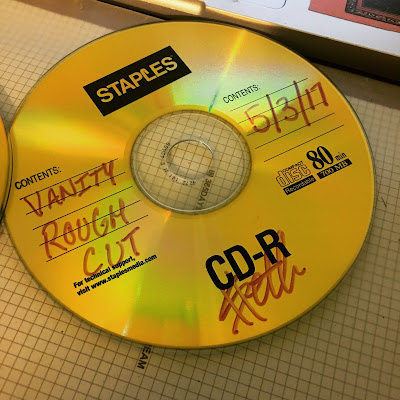 STAPLES
CONTENTS:
5/3/17
CONTENTS:
VANITY
ROUGH
CUT
COMPACT
disc
Recordable
80 min
700 MB
For technical support,
visit www.staplesmedia.com
CD-R
EAM